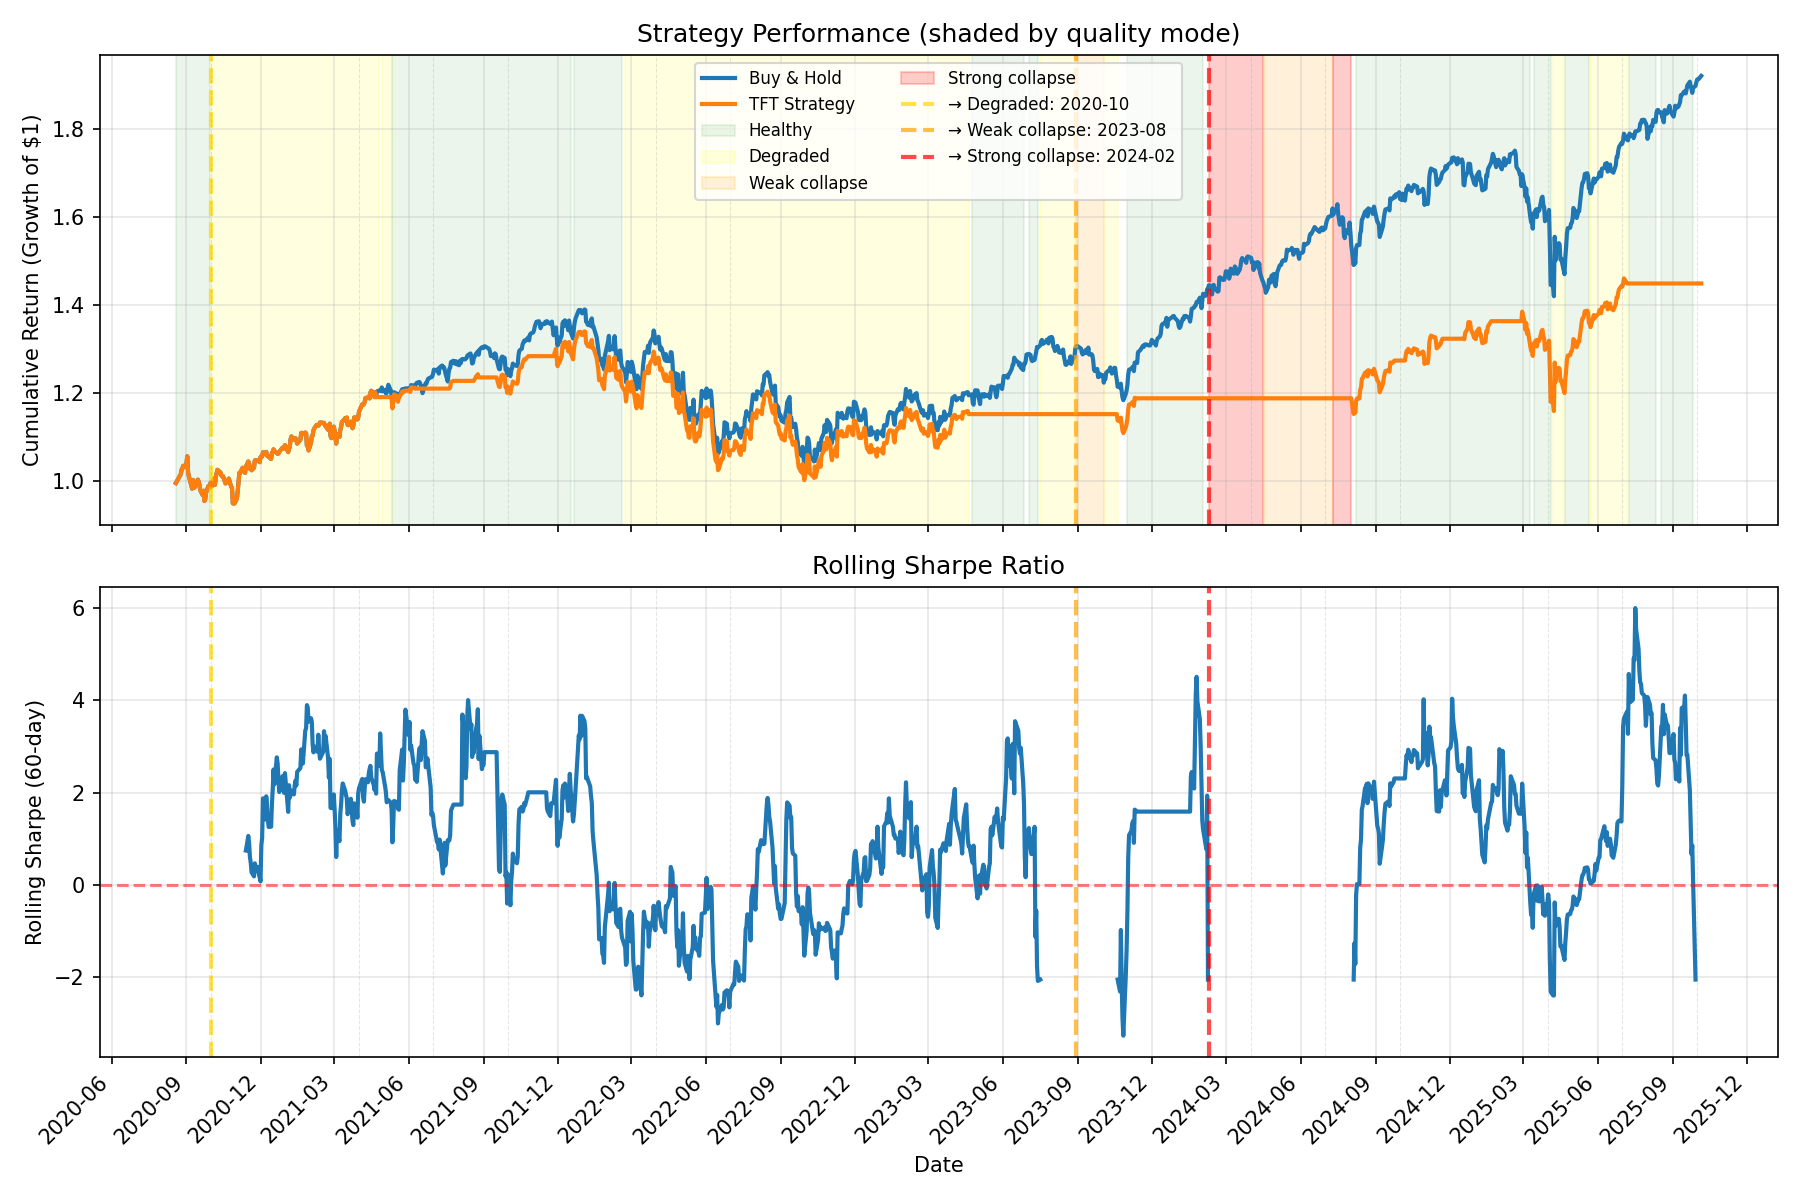 Strategy Performance (shaded by quality mode)
Cumulative Return (Growth of $1)
1.8
1.6
1.4
1.2
1.0
Buy & Hold
TFT Strategy
Healthy
Degraded
Weak collapse
Strong collapse
→ Degraded: 2020-10
→ Weak collapse: 2023-08
→ Strong collapse: 2024-02
Rolling Sharpe Ratio
Rolling Sharpe (60-day)
6
4
2
0
−2
2020-06
2020-09
2020-12
2021-03
2021-06
2021-09
2021-12
2022-03
2022-06
2022-09
2022-12
2023-03
2023-06
2023-09
2023-12
2024-03
2024-06
2024-09
2024-12
2025-03
2025-06
2025-09
2025-12
Date